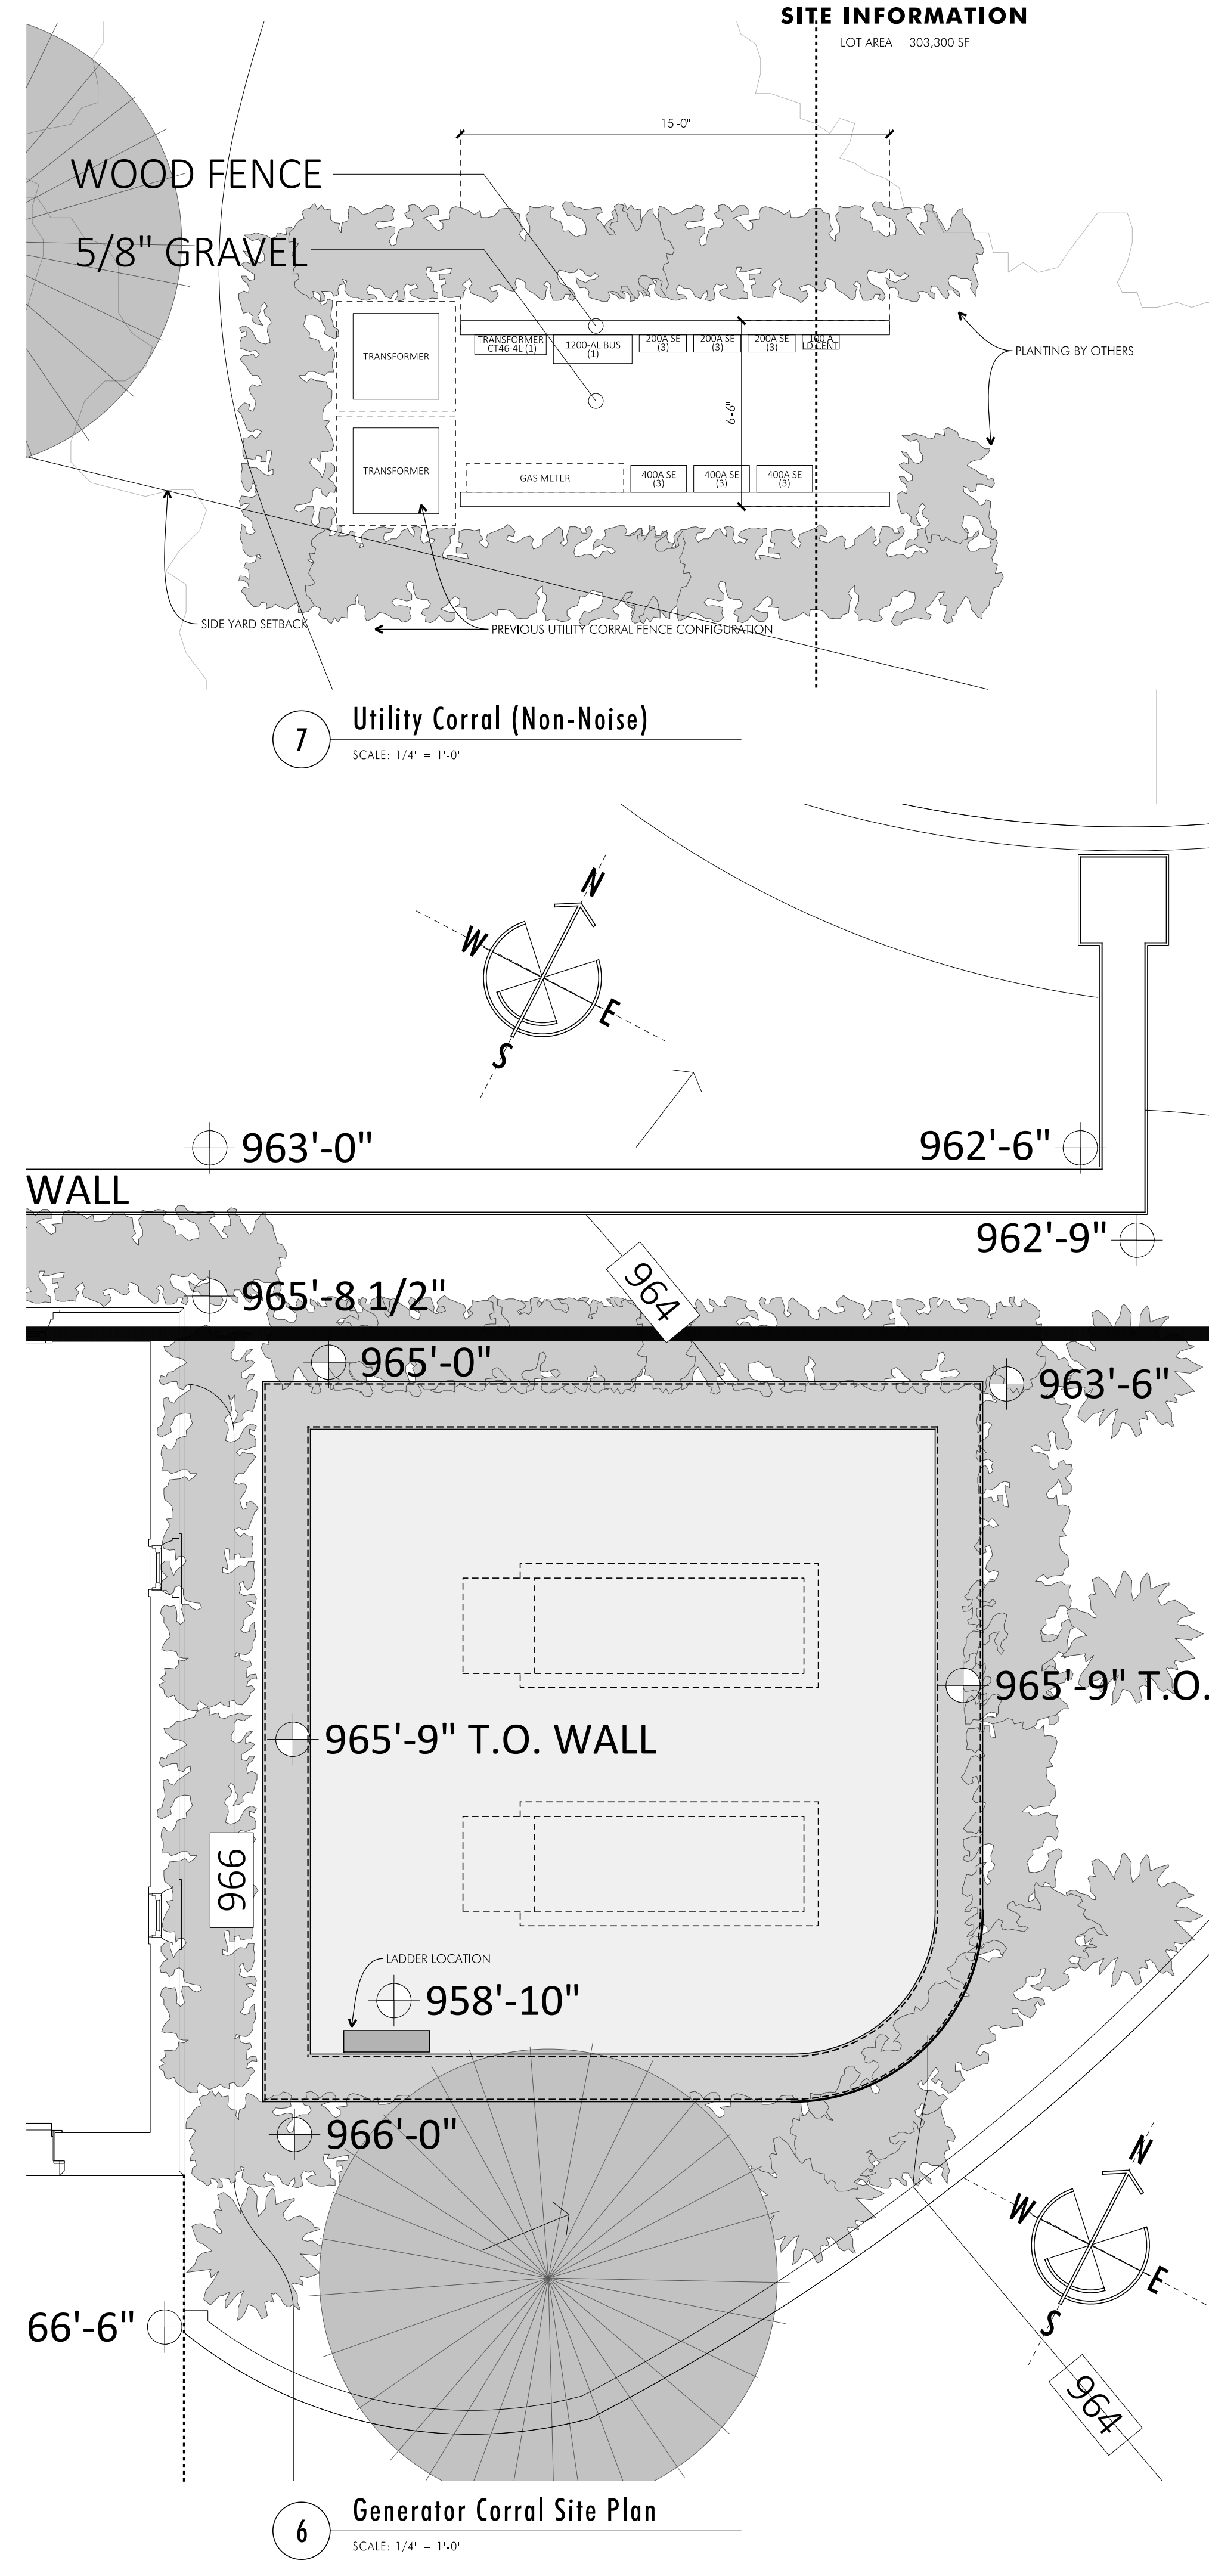 SITE INFORMATION
LOT AREA = 303,300 SF
15'-0"
WOOD FENCE
5/8" GRAVEL
TRANSFORMER
TRANSFORMER
CT46-4L (1)
1200-AL BUS
(1)
200A SE
(3)
200A SE
(3)
200A SE
(3)
PLANTING BY OTHERS
6'-6"
TRANSFORMER
GAS METER
400A SE
(3)
400A SE
(3)
400A SE
(3)
SIDE YARD SETBACK
PREVIOUS UTILITY CORRAL FENCE CONFIGURATION
7
Utility Corral (Non-Noise)
SCALE: 1/4" = 1'-0"
N
W
E
S
963'-0"
962'-6"
WALL
962'-9"
964
965'-8 1/2"
965'-0"
963'-6"
965'-9" T.O.
965'-9" T.O. WALL
966
LADDER LOCATION
958'-10"
966'-0"
N
W
E
S
66'-6"
964
6
Generator Corral Site Plan
SCALE: 1/4" = 1'-0"